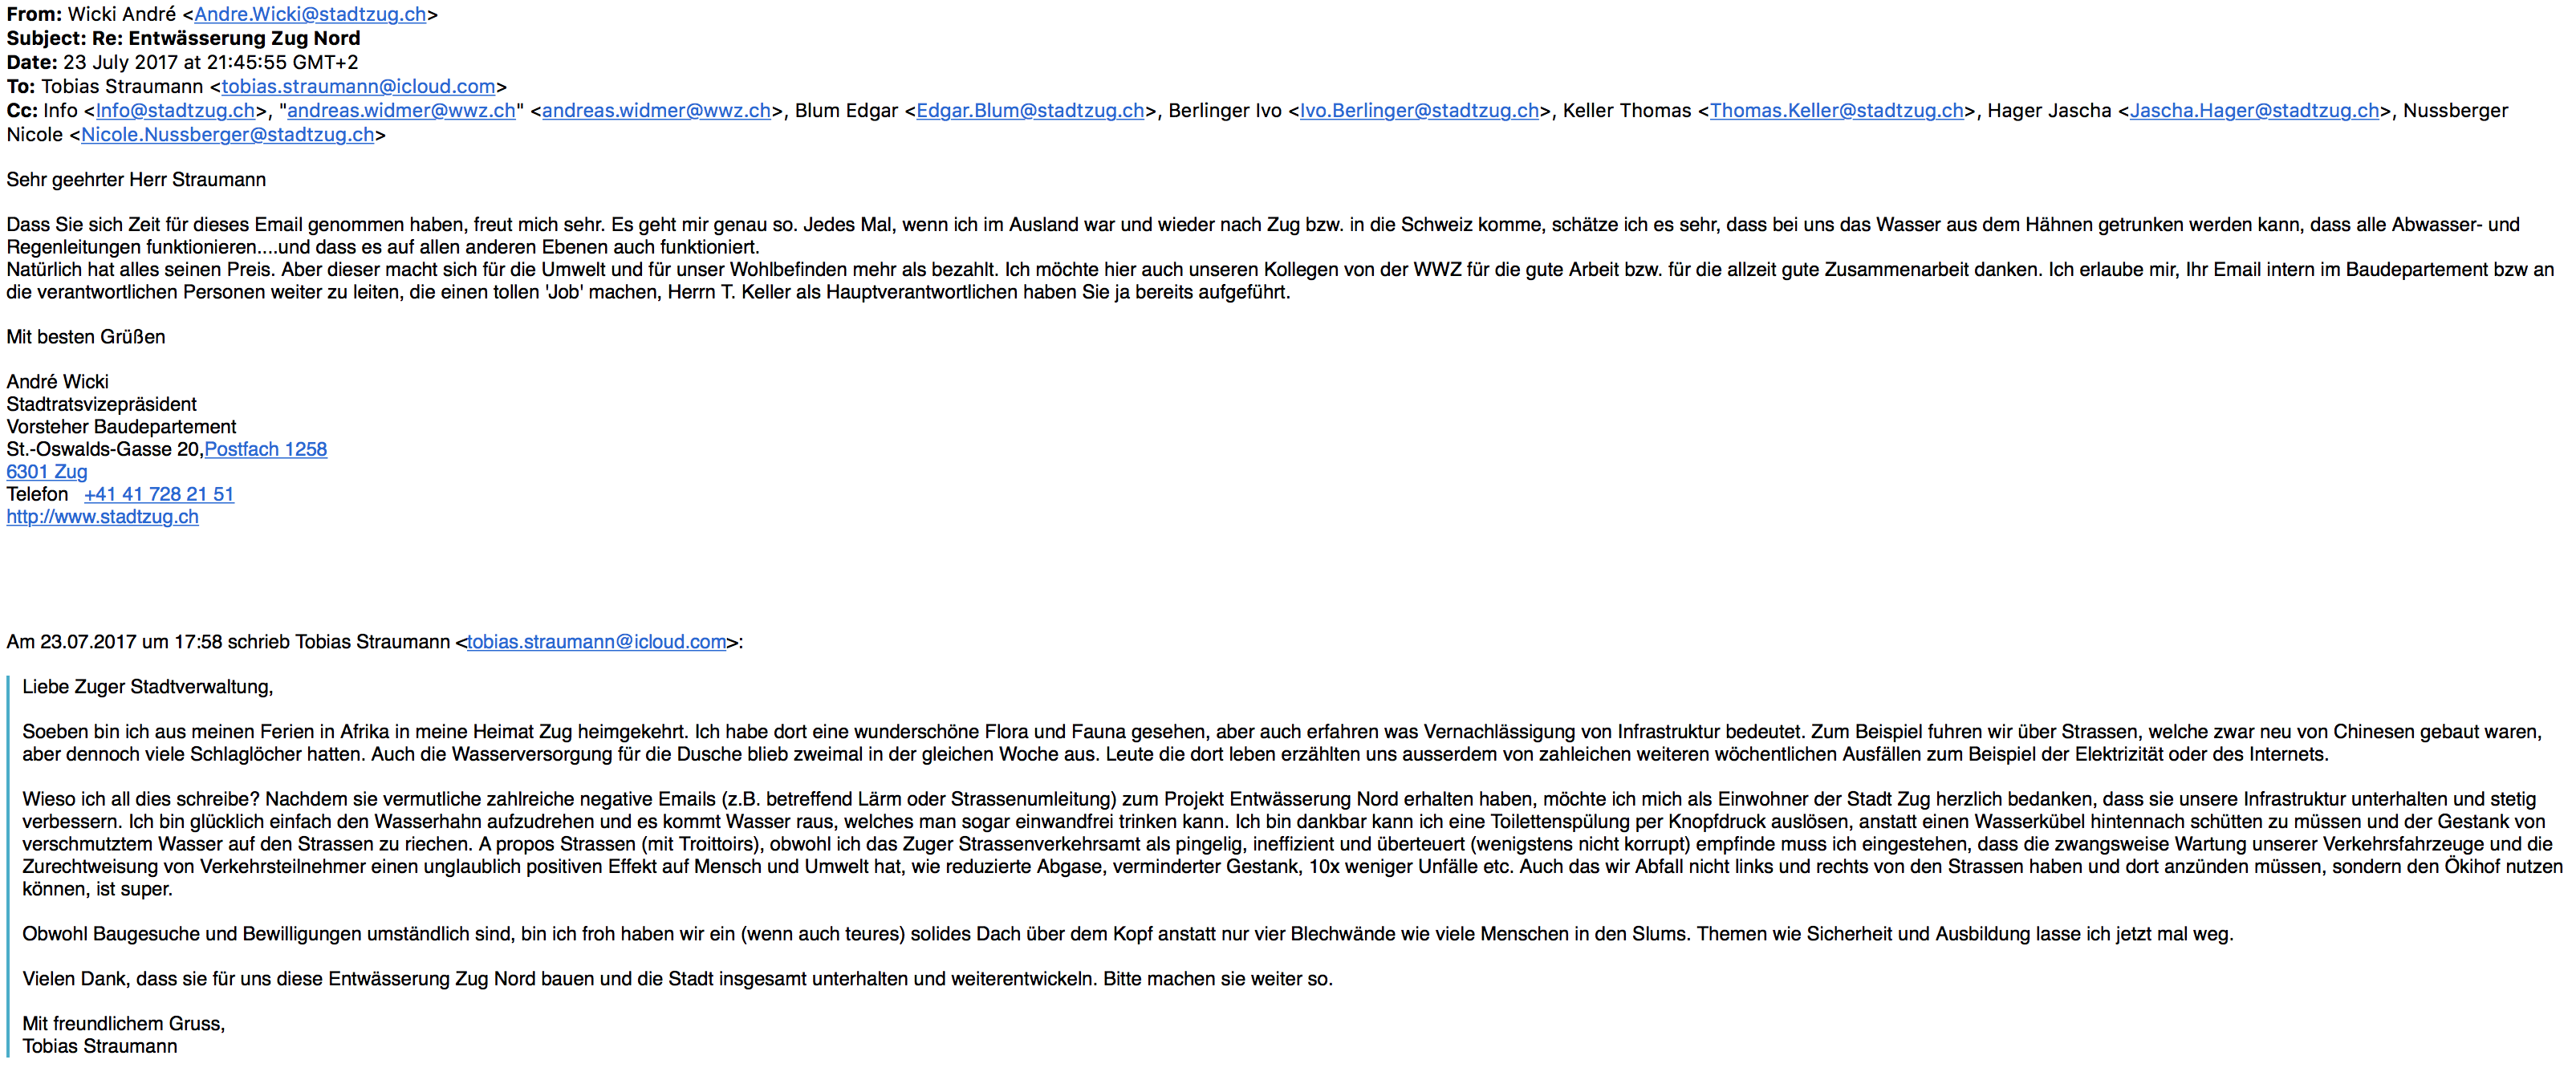 From: Wicki André <Andre.Wicki@stadtzug.ch>
Subject: Re: Entwässerung Zug Nord
Date: 23 July 2017 at 21:45:55 GMT+2
To: Tobias Straumann <tobias.straumann@icloud.com>
Cc: Info <Info@stadtzug.ch>, "andreas.widmer@wwz.ch" <andreas.widmer@wwz.ch>, Blum Edgar <Edgar.Blum@stadtzug.ch>, Berlinger Ivo <Ivo.Berlinger@stadtzug.ch>, Keller Thomas <Thomas.Keller@stadtzug.ch>, Hager Jascha <Jascha.Hager@stadtzug.ch>, Nussberger
Nicole <Nicole.Nussberger@stadtzug.ch>
Sehr geehrter Herr Straumann
Dass Sie sich Zeit für dieses Email genommen haben, freut mich sehr. Es geht mir genau so. Jedes Mal, wenn ich im Ausland war und wieder nach Zug bzw. in die Schweiz komme, schätze ich es sehr, dass bei uns das Wasser aus dem Hähnen getrunken werden kann, dass alle Abwasser- und
Regenleitungen funktionieren....und dass es auf allen anderen Ebenen auch funktioniert.
Natürlich hat alles seinen Preis. Aber dieser macht sich für die Umwelt und für unser Wohlbefinden mehr als bezahlt. Ich möchte hier auch unseren Kollegen von der WWZ für die gute Arbeit bzw. für die allzeit gute Zusammenarbeit danken. Ich erlaube mir, Ihr Email intern im Baudepartement bzw an
die verantwortlichen Personen weiter zu leiten, die einen tollen 'Job' machen, Herrn T. Keller als Hauptverantwortlichen haben Sie ja bereits aufgeführt.
Mit besten Grüßen
André Wicki
Stadtratsvizepräsident
Vorsteher Baudepartement
St.-Oswalds-Gasse 20,Postfach 1258
6301 Zug
Telefon +41 41 728 21 51
http://www.stadtzug.ch
Am 23.07.2017 um 17:58 schrieb Tobias Straumann <tobias.straumann@icloud.com>:
Liebe Zuger Stadtverwaltung,
Soeben bin ich aus meinen Ferien in Afrika in meine Heimat Zug heimgekehrt. Ich habe dort eine wunderschöne Flora und Fauna gesehen, aber auch erfahren was Vernachlässigung von Infrastruktur bedeutet. Zum Beispiel fuhren wir über Strassen, welche zwar neu von Chinesen gebaut waren,
aber dennoch viele Schlaglöcher hatten. Auch die Wasserversorgung für die Dusche blieb zweimal in der gleichen Woche aus. Leute die dort leben erzählten uns ausserdem von zahleichen weiteren wöchentlichen Ausfällen zum Beispiel der Elektrizität oder des Internets.
Wieso ich all dies schreibe? Nachdem sie vermutliche zahlreiche negative Emails (z.B. betreffend Lärm oder Strassenumleitung) zum Projekt Entwässerung Nord erhalten haben, möchte ich mich als Einwohner der Stadt Zug herzlich bedanken, dass sie unsere Infrastruktur unterhalten und stetig
verbessern. Ich bin glücklich einfach den Wasserhahn aufzudrehen und es kommt Wasser raus, welches man sogar einwandfrei trinken kann. Ich bin dankbar kann ich eine Toilettenspülung per Knopfdruck auslösen, anstatt einen Wasserkübel hintennach schütten zu müssen und der Gestank von
verschmutztem Wasser auf den Strassen zu riechen. A propos Strassen (mit Troittoirs), obwohl ich das Zuger Strassenverkehrsamt als pingelig, ineffizient und überteuert (wenigstens nicht korrupt) empfinde muss ich eingestehen, dass die zwangsweise Wartung unserer Verkehrsfahrzeuge und die
Zurechtweisung von Verkehrsteilnehmer einen unglaublich positiven Effekt auf Mensch und Umwelt hat, wie reduzierte Abgase, verminderter Gestank, 10x weniger Unfälle etc. Auch das wir Abfall nicht links und rechts von den Strassen haben und dort anzünden müssen, sondern den Ökihof nutzen
können, ist super.
Obwohl Baugesuche und Bewilligungen umständlich sind, bin ich froh haben wir ein (wenn auch teures) solides Dach über dem Kopf anstatt nur vier Blechwände wie viele Menschen in den Slums. Themen wie Sicherheit und Ausbildung lasse ich jetzt mal weg.
Vielen Dank, dass sie für uns diese Entwässerung Zug Nord bauen und die Stadt insgesamt unterhalten und weiterentwickeln. Bitte machen sie weiter so.
Mit freundlichem Gruss,
Tobias Straumann